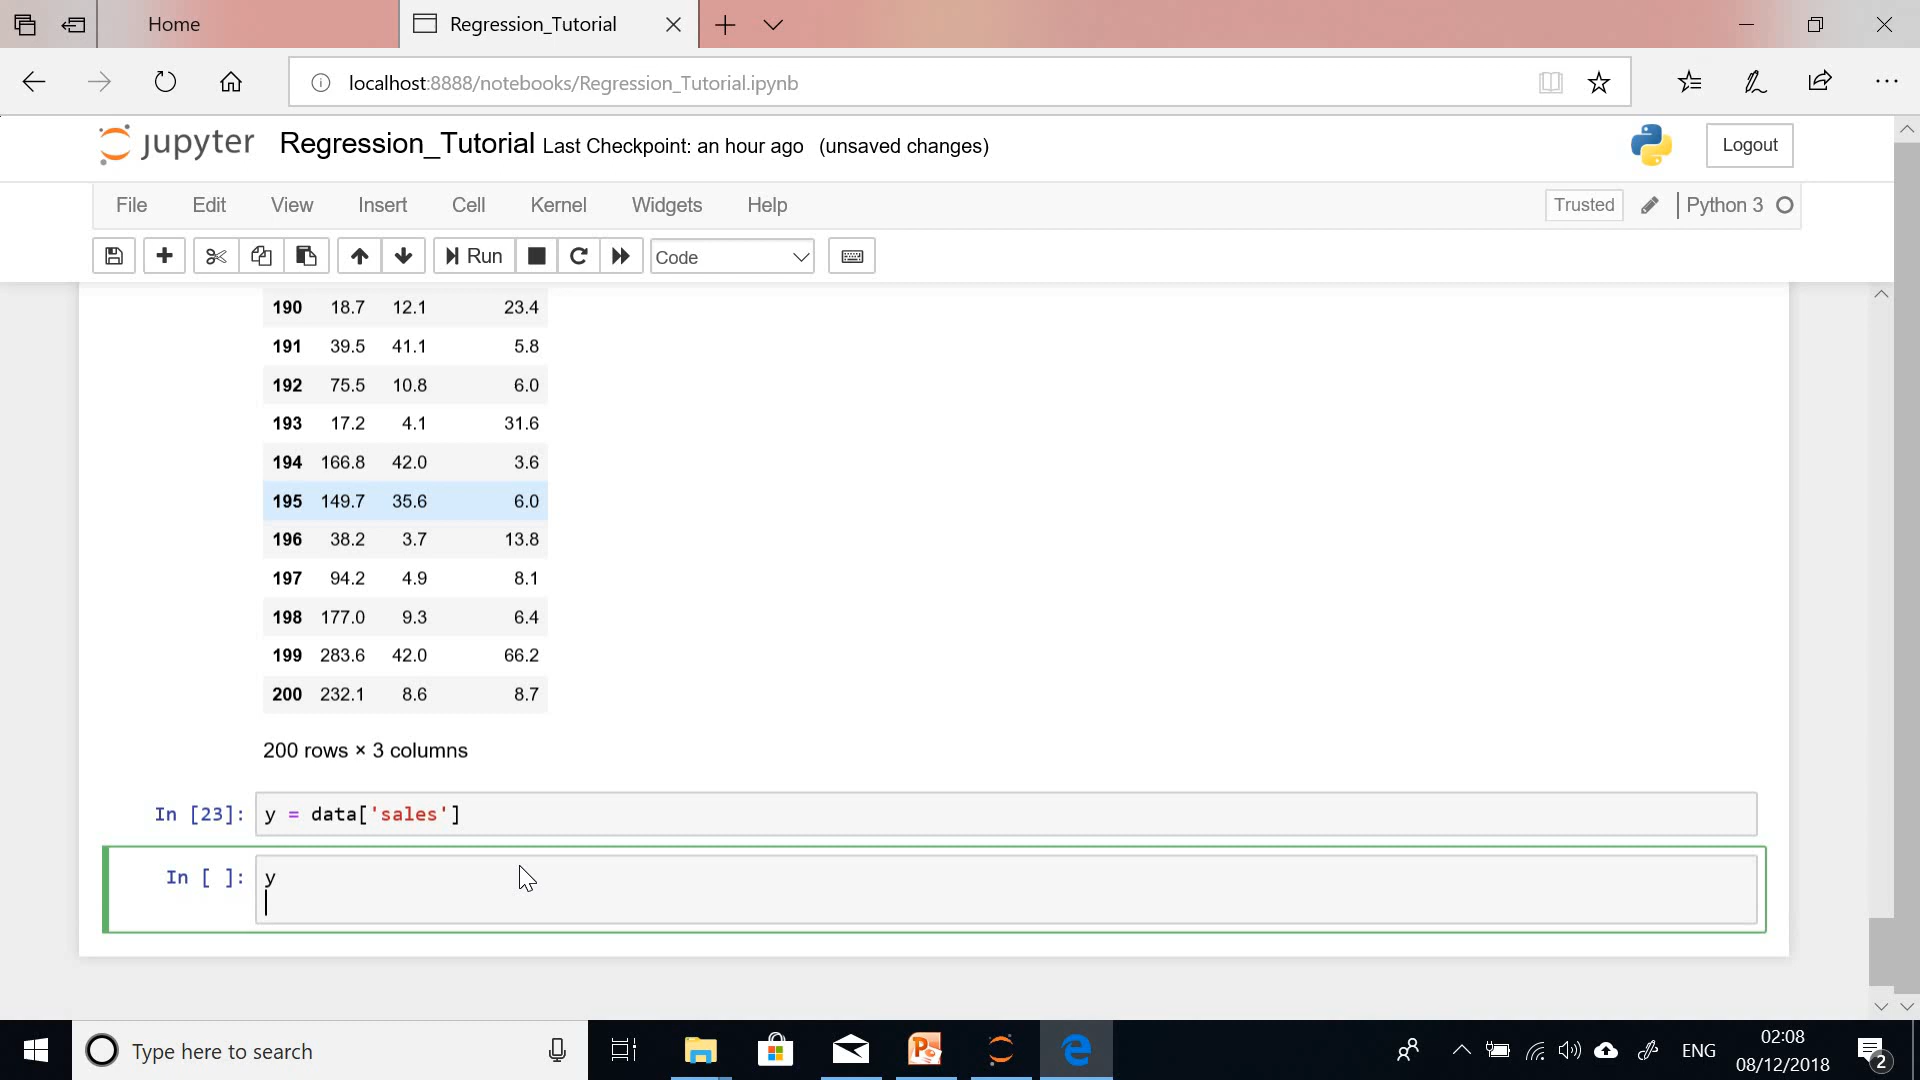 Home
Regression_Tutorial
localhost:8888/notebooks/Regression_Tutorial.ipynb
jupyter Regression_Tutorial Last Checkpoint: an hour ago (unsaved changes)
Logout
File Edit View Insert Cell Kernel Widgets Help
Trusted
Python 3
Run
Code
190 18.7 12.1 23.4
191 39.5 41.1 5.8
192 75.5 10.8 6.0
193 17.2 4.1 31.6
194 166.8 42.0 3.6
195 149.7 35.6 6.0
196 38.2 3.7 13.8
197 94.2 4.9 8.1
198 177.0 9.3 6.4
199 283.6 42.0 66.2
200 232.1 8.6 8.7
200 rows × 3 columns
In [23]: y = data['sales']
In [ ]: y
Type here to search
ENG
02:08
08/12/2018
2